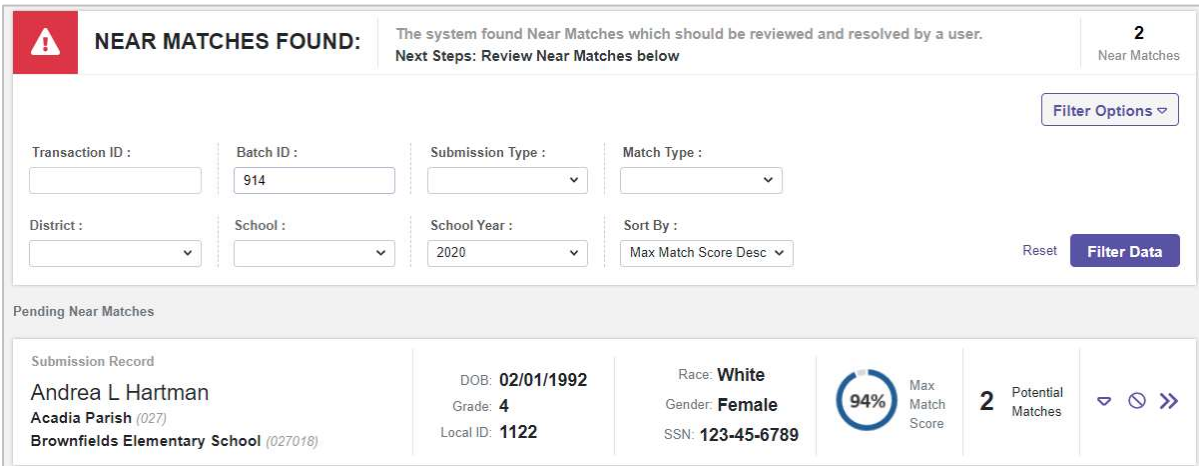 NEAR MATCHES FOUND:
The system found Near Matches which should be reviewed and resolved by a user.
Next Steps: Review Near Matches below
2
Near Matches
Filter Options
Transaction ID :
Batch ID :
Submission Type :
Match Type :
914
District :
School :
School Year :
Sort By :
2020
Max Match Score Desc
Reset
Filter Data
Pending Near Matches
Submission Record
Andrea L Hartman
Acadia Parish (027)
Brownfields Elementary School (027018)
DOB: 02/01/1992
Grade: 4
Local ID: 1122
Race: White
Gender: Female
SSN: 123-45-6789
94%
Max
Match
Score
2
Potential
Matches